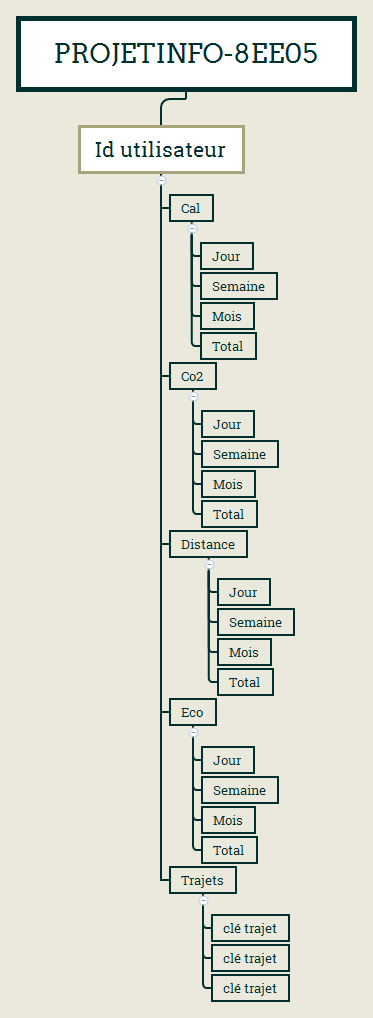 PROJETINFO-8EE05
Id utilisateur
Cal
Jour
Semaine
Mois
Total
Co2
Jour
Semaine
Mois
Total
Distance
Jour
Semaine
Mois
Total
Eco
Jour
Semaine
Mois
Total
Trajets
clé trajet
clé trajet
clé trajet